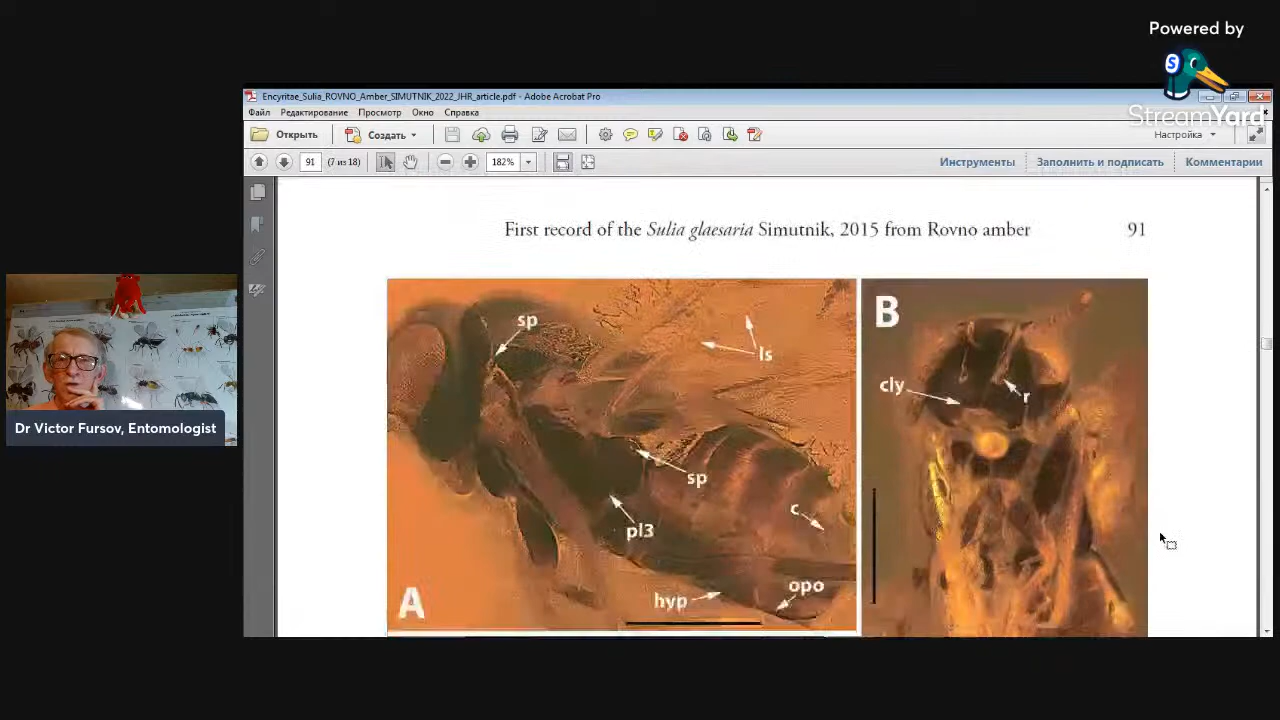 Powered by
S
StreamYard
Encyritae_Sulia_ROVNO_Amber_SIMUTNIK_2022_JHR_article.pdf - Adobe Acrobat Pro
Файл Редактирование Просмотр Окно Справка
Открыть Создать Настройка
91 (7 из 18) 182% Инструменты Заполнить и подписать Комментарии
First record of the Sulia glaesaria Simutnik, 2015 from Rovno amber 91
sp
ls
sp
c
pl3
opo
hyp
A
B
cly
r
Dr Victor Fursov, Entomologist